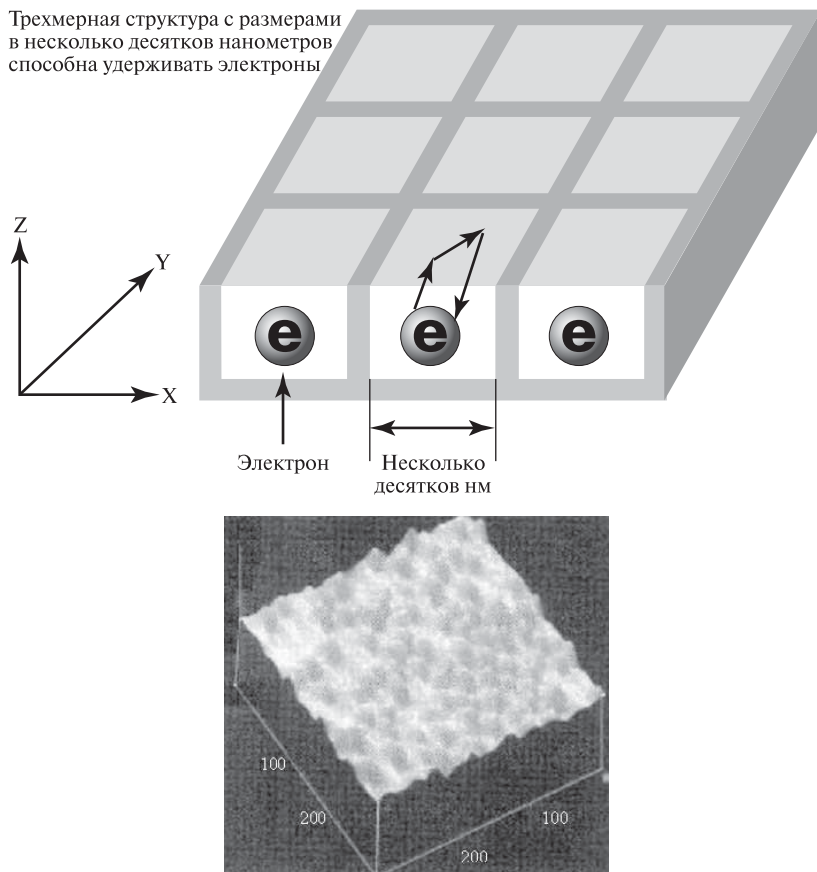 Трехмерная структура с размерами
в несколько десятков нанометров
способна удерживать электроны
Z
Y
X
e
e
e
Электрон
Несколько
десятков нм
100
200
100
200